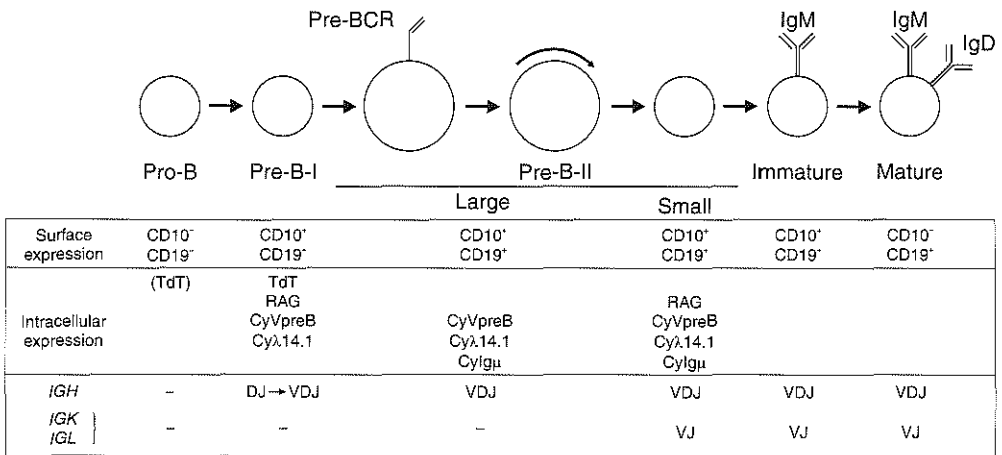 Pre-BCR
IgM
IgM
IgD
Pro-B Pre-B-I Pre-B-II Immature Mature
Large Small
Surface expression CD10⁻ CD19⁻ CD10⁺ CD19⁻ CD10⁺ CD19⁺ CD10⁺ CD19⁺ CD10⁺ CD19⁺ CD10⁻ CD19⁺
(TdT) TdT
RAG RAG
Intracellular expression CyVpreB CyVpreB CyVpreB
Cyλ14.1 Cyλ14.1 Cyλ14.1
CyIgμ CyIgμ
IGH – DJ→VDJ VDJ VDJ VDJ VDJ
IGK
IGL } – – – VJ VJ VJ